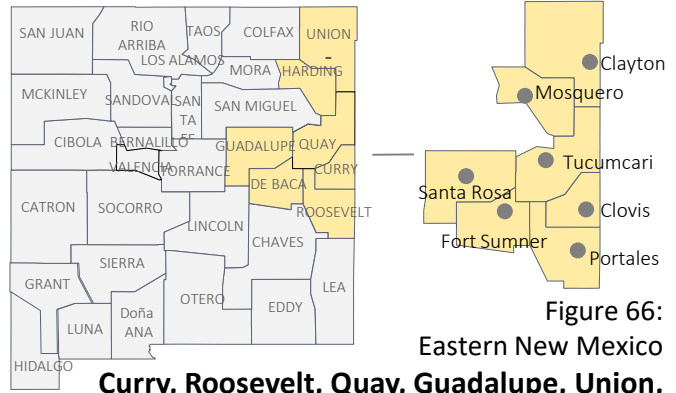 SAN JUAN
RIO
ARRIBA
TAOS
COLFAX
UNION
LOS ALAMOS
MORA
HARDING
MCKINLEY
SANDOVAL
SAN
TA
FE
SAN MIGUEL
CIBOLA
BERNALILLO
GUADALUPE
QUAY
VALENCIA
TORRANCE
CURRY
DE BACA
CATRON
SOCORRO
ROOSEVELT
LINCOLN
CHAVES
SIERRA
GRANT
OTERO
LEA
EDDY
LUNA
Doña
ANA
HIDALGO
Clayton
Mosquero
Tucumcari
Santa Rosa
Clovis
Fort Sumner
Portales
Figure 66:
Eastern New Mexico
Curry, Roosevelt, Quay, Guadalupe, Union,